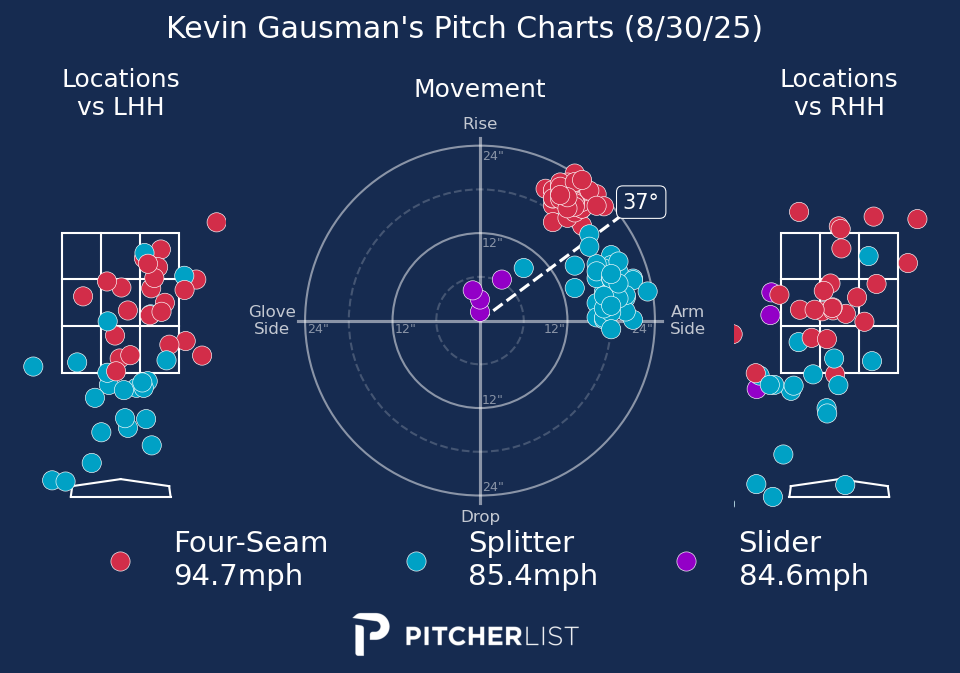 Kevin Gausman's Pitch Charts (8/30/25)
Locations
vs LHH
Movement
Locations
vs RHH
Rise
24"
37°
12"
Glove
Side
24"
12"
12"
24"
Arm
Side
12"
24"
Drop
Four-Seam
94.7mph
Splitter
85.4mph
Slider
84.6mph
PITCHERLIST